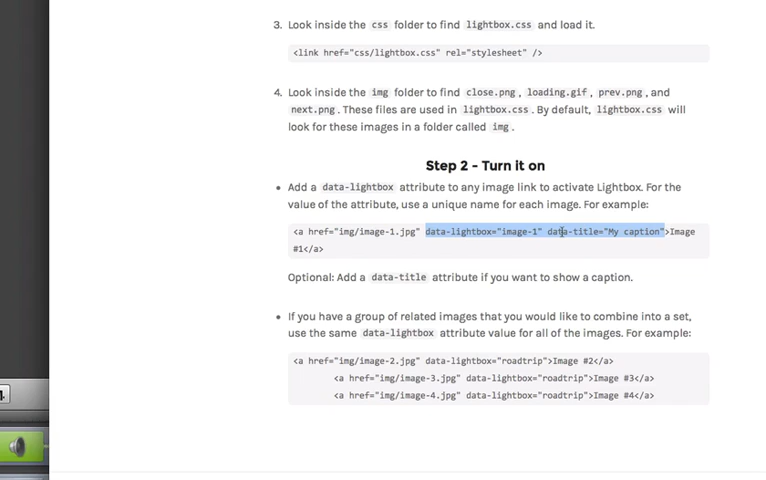 3. Look inside the css folder to find lightbox.css and load it.
<link href="css/lightbox.css" rel="stylesheet" />
4. Look inside the img folder to find close.png, loading.gif, prev.png, and
next.png. These files are used in lightbox.css. By default, lightbox.css will
look for these images in a folder called img.
Step 2 - Turn it on
• Add a data-lightbox attribute to any image link to activate Lightbox. For the
value of the attribute, use a unique name for each image. For example:
<a href="img/image-1.jpg" data-lightbox="image-1" data-title="My caption">Image
#1</a>
Optional: Add a data-title attribute if you want to show a caption.
• If you have a group of related images that you would like to combine into a set,
use the same data-lightbox attribute value for all of the images. For example:
<a href="img/image-2.jpg" data-lightbox="roadtrip">Image #2</a>
<a href="img/image-3.jpg" data-lightbox="roadtrip">Image #3</a>
<a href="img/image-4.jpg" data-lightbox="roadtrip">Image #4</a>